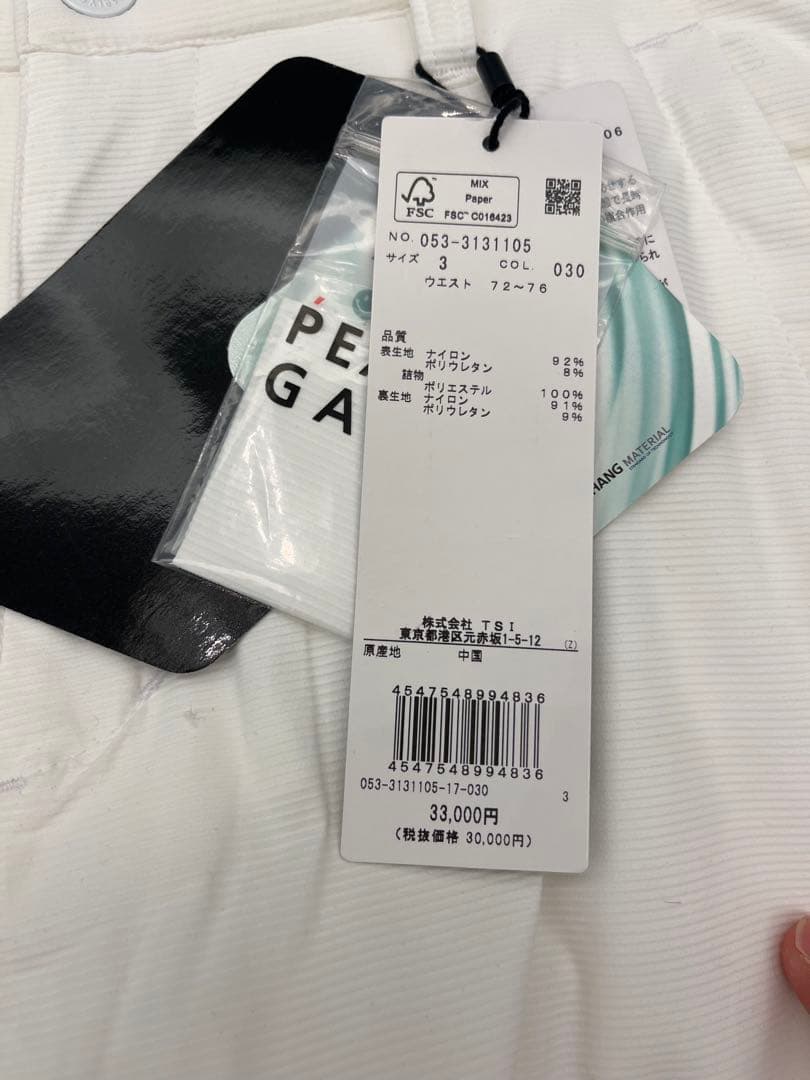 MIX
Paper
FSC
FSC™ C016423
NO. 053-3131105
サイズ 3 COL. 030
ウエスト 72~76
品質
表生地 ナイロン 92%
ポリウレタン 8%
詰物
ポリエステル 100%
裏生地 ナイロン 91%
ポリウレタン 9%
株式会社 TSI
東京都港区元赤坂1-5-12 (Z)
原産地 中国
4547548994836
4547548994836
053-3131105-17-030 3
33,000円
(税抜価格 30,000円)
PÉA
GA
06
HANG MATERIAL